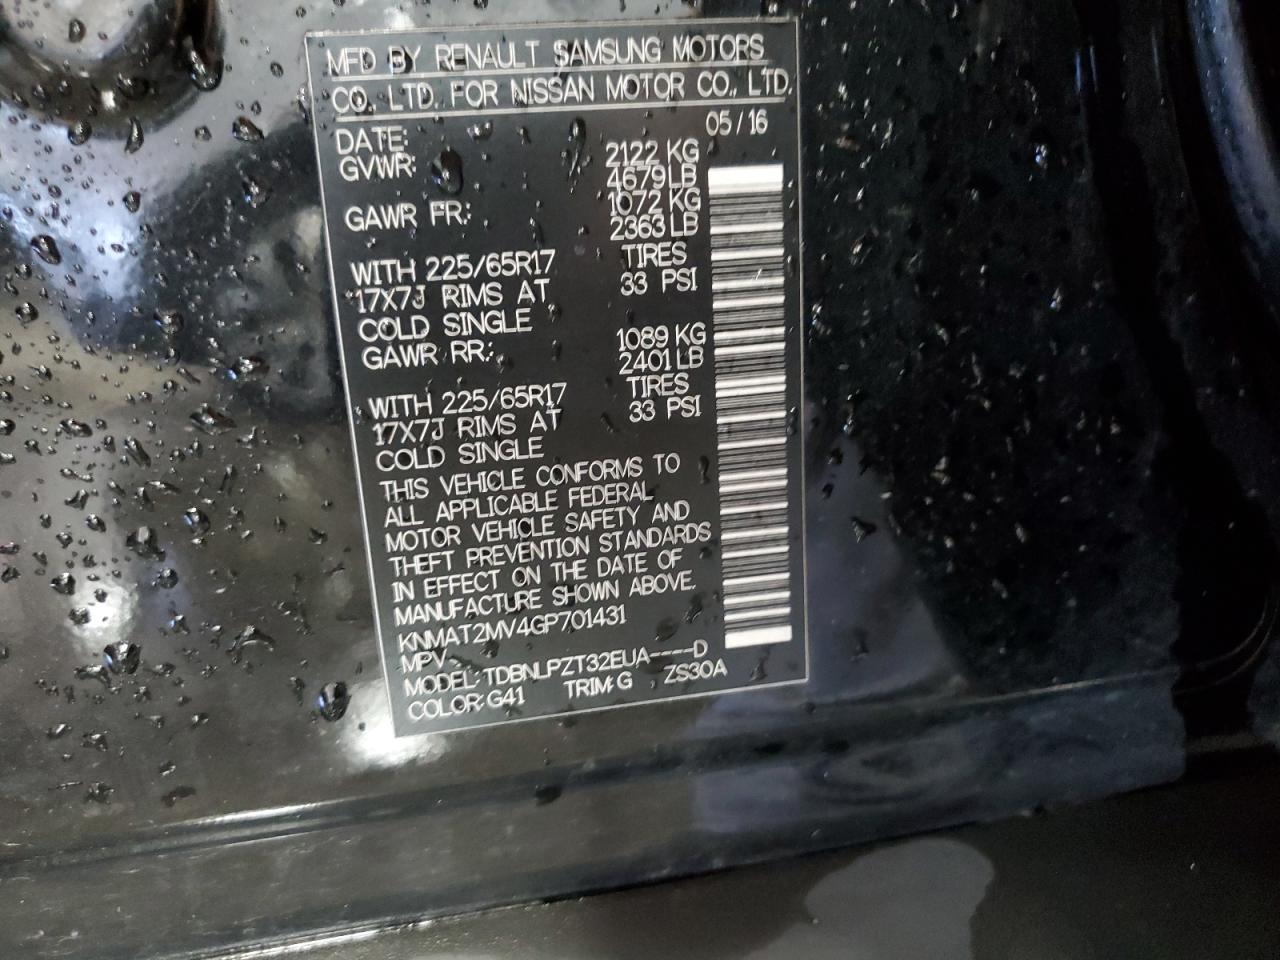 MFD BY RENAULT SAMSUNG MOTORS
CO., LTD. FOR NISSAN MOTOR CO., LTD.
DATE: 05/16
GVWR: 2122 KG
4679 LB
GAWR FR: 1072 KG
2363 LB
WITH 225/65R17 TIRES
17X7J RIMS AT 33 PSI
COLD SINGLE
GAWR RR: 1089 KG
2401 LB
WITH 225/65R17 TIRES
17X7J RIMS AT 33 PSI
COLD SINGLE
THIS VEHICLE CONFORMS TO
ALL APPLICABLE FEDERAL
MOTOR VEHICLE SAFETY AND
THEFT PREVENTION STANDARDS
IN EFFECT ON THE DATE OF
MANUFACTURE SHOWN ABOVE.
KNMAT2MV4GP701431
MPV
MODEL: TDBNLPZT32EUA----D
COLOR: G41 TRIM: G ZS30A